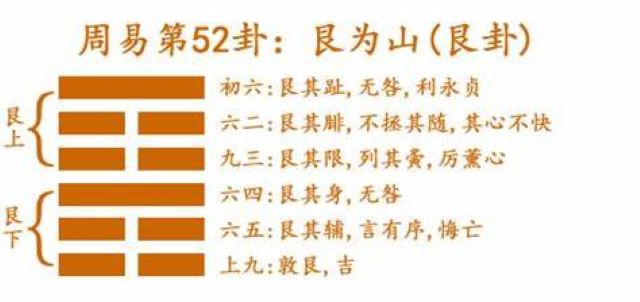 周易第52卦：艮为山(艮卦)
艮上
初六:艮其趾,无咎,利永贞
六二:艮其腓,不拯其随,其心不快
九三:艮其限,列其夤,厉薰心
艮下
六四:艮其身,无咎
六五:艮其辅,言有序,悔亡
上九:敦艮,吉